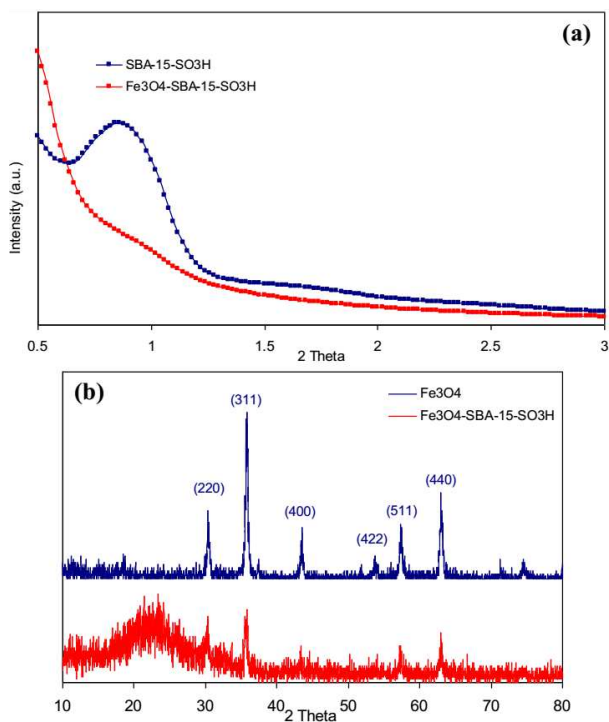 (a)
SBA-15-SO3H
Fe3O4-SBA-15-SO3H
Intensity (a.u.)
0.5 1 1.5 2 2.5 3
2 Theta
(b)
Fe3O4
Fe3O4-SBA-15-SO3H
(311)
(220)
(400)
(422)
(511)
(440)
10 20 30 40 50 60 70 80
2 Theta